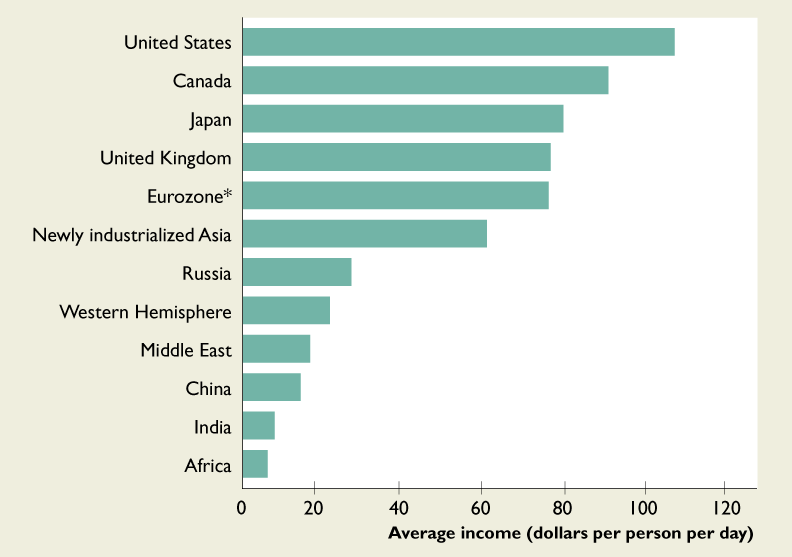 United States
Canada
Japan
United Kingdom
Eurozone*
Newly industrialized Asia
Russia
Western Hemisphere
Middle East
China
India
Africa
0 20 40 60 80 100 120
Average income (dollars per person per day)